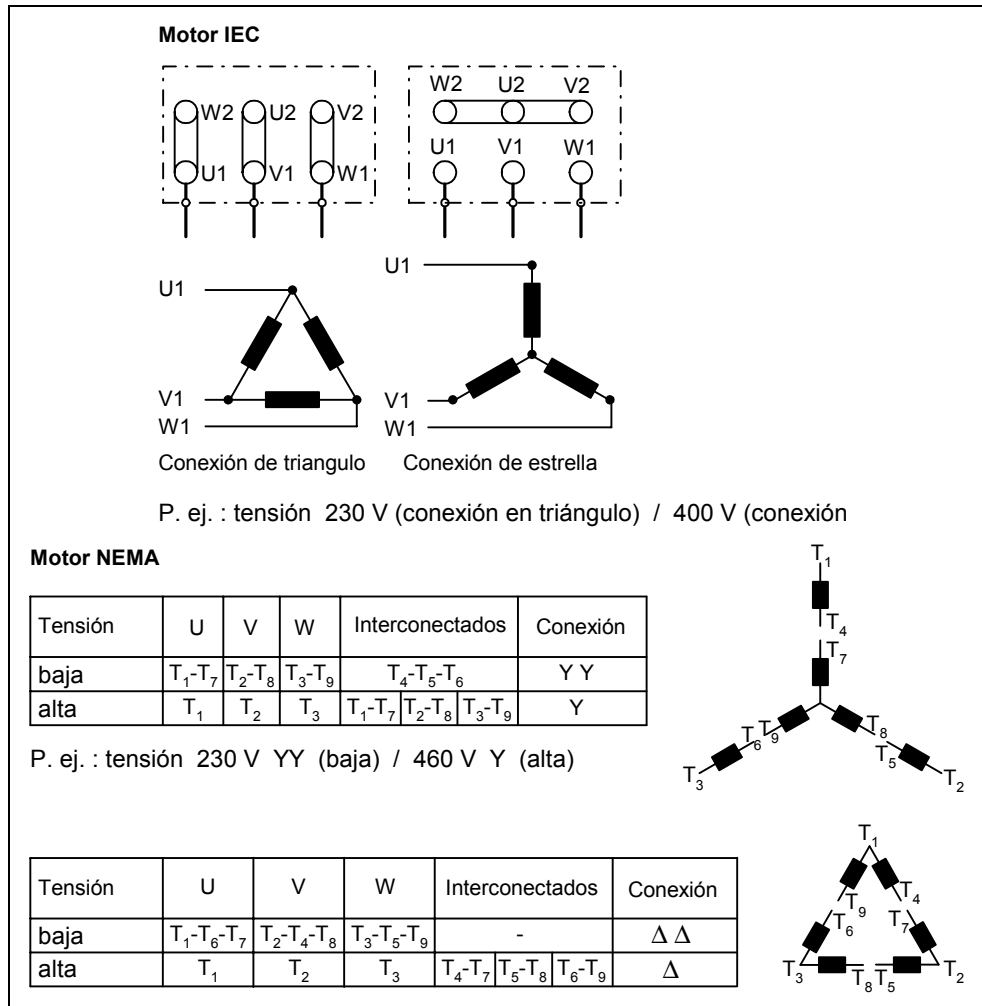 Motor IEC
W2 U2 V2
U1 V1 W1
W2 U2 V2
U1 V1 W1
U1
V1
W1
Conexión de triangulo
U1
V1
W1
Conexión de estrella
P. ej. : tensión 230 V (conexión en triángulo) / 400 V (conexión
Motor NEMA
Tensión U V W Interconectados Conexión
baja T1-T7 T2-T8 T3-T9 T4-T5-T6 Y Y
alta T1 T2 T3 T1-T7 T2-T8 T3-T9 Y
P. ej. : tensión 230 V YY (baja) / 460 V Y (alta)
T1
T4
T7
T6 T9 T8
T5
T3 T2
Tensión U V W Interconectados Conexión
baja T1-T6-T7 T2-T4-T8 T3-T5-T9 - Δ Δ
alta T1 T2 T3 T4-T7 T5-T8 T6-T9 Δ
T1
T9 T4
T6 T7
T3 T8 T5 T2